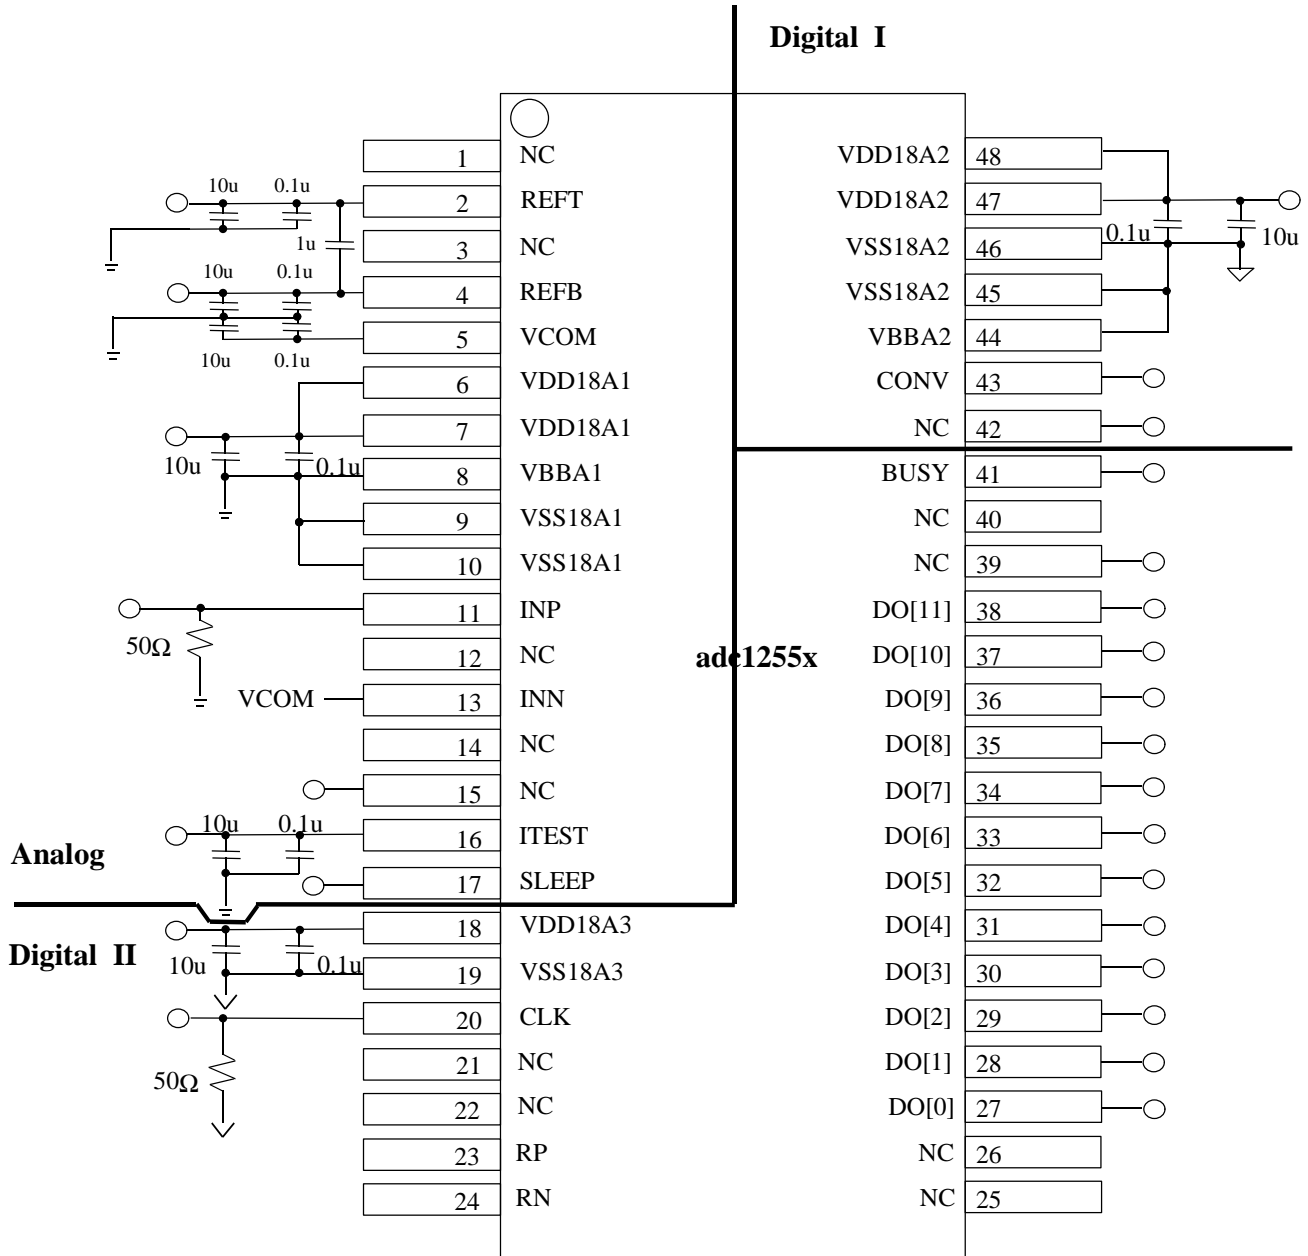 Digital I
1 NC VDD18A2 48
10u 0.1u
2 REFT VDD18A2 47
1u
3 NC VSS18A2 46 0.1u 10u
10u 0.1u
4 REFB VSS18A2 45
5 VCOM VBBA2 44
10u 0.1u
6 VDD18A1 CONV 43
7 VDD18A1 NC 42
10u 0.1u
8 VBBA1 BUSY 41
9 VSS18A1 NC 40
10 VSS18A1 NC 39
11 INP DO[11] 38
50Ω
12 NC adc1255x DO[10] 37
VCOM 13 INN DO[9] 36
14 NC DO[8] 35
15 NC DO[7] 34
10u 0.1u
16 ITEST DO[6] 33
Analog
17 SLEEP DO[5] 32
18 VDD18A3 DO[4] 31
Digital II
10u 0.1u
19 VSS18A3 DO[3] 30
20 CLK DO[2] 29
21 NC DO[1] 28
50Ω
22 NC DO[0] 27
23 RP NC 26
24 RN NC 25